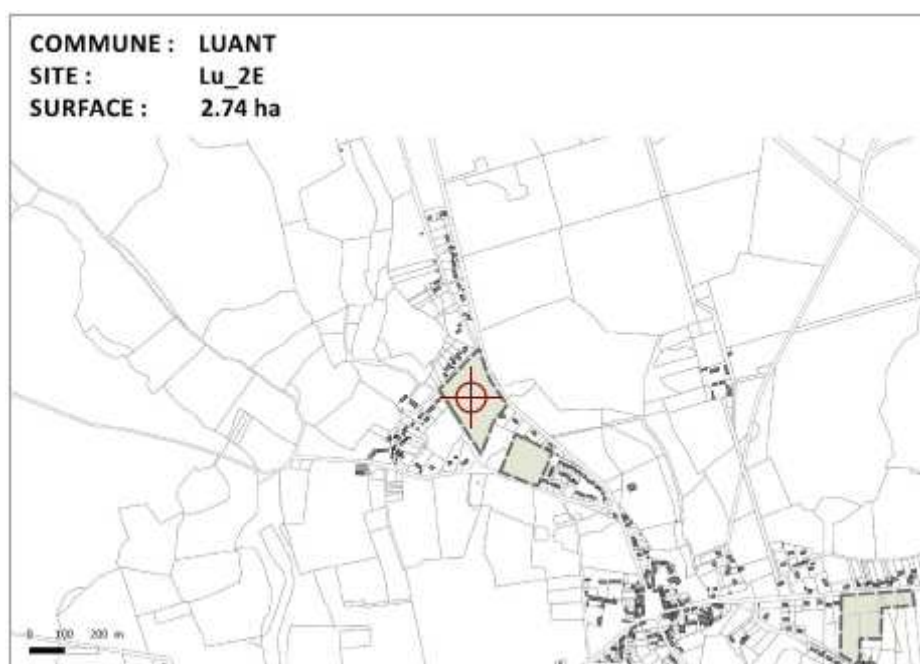 COMMUNE : LUANT
SITE : Lu_2E
SURFACE : 2.74 ha
0 100 200 m